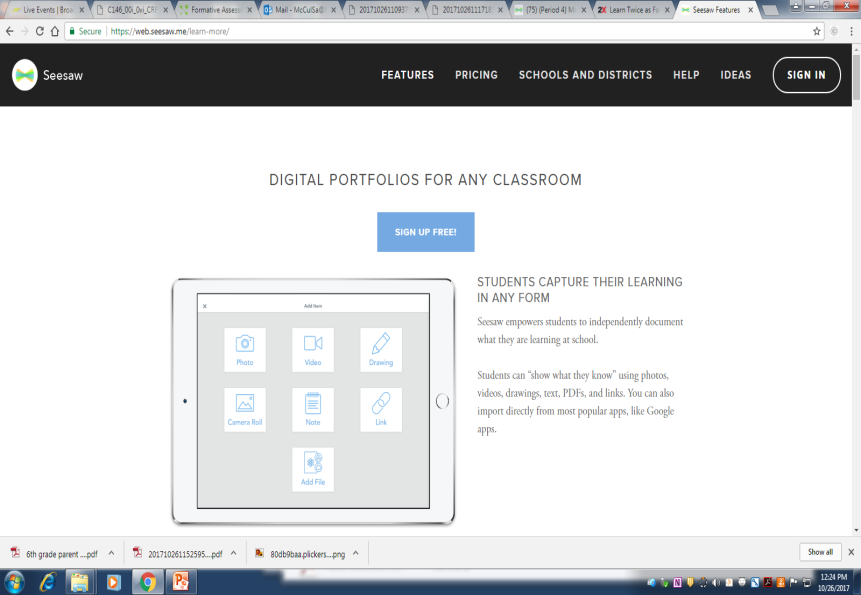 Live Events | Broa
C146_00i_0vi_CRE
Formative Assess
Mail - McCulSa@
2017102611093
2017102611171
(75) (Period 4) M
2X Learn Twice as Fa
Seesaw Features
Secure https://web.seesaw.me/learn-more/
Seesaw
FEATURES PRICING SCHOOLS AND DISTRICTS HELP IDEAS SIGN IN
DIGITAL PORTFOLIOS FOR ANY CLASSROOM
SIGN UP FREE!
Add Item
Photo Video Drawing
Camera Roll Note Link
Add File
STUDENTS CAPTURE THEIR LEARNING
IN ANY FORM
Seesaw empowers students to independently document
what they are learning at school.
Students can "show what they know" using photos,
videos, drawings, text, PDFs, and links. You can also
import directly from most popular apps, like Google
apps.
6th grade parent ....pdf 201710261152595....pdf 80db9baa.plickers....png Show all
12:24 PM
10/26/2017